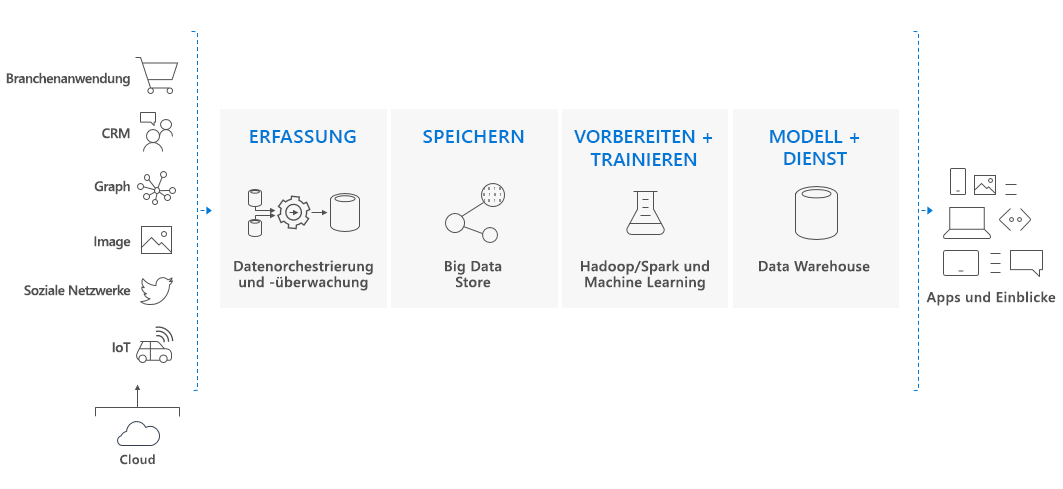 Branchenanwendung
CRM
Graph
Image
Soziale Netzwerke
IoT
Cloud
ERFASSUNG
Datenorchestrierung
und -überwachung
SPEICHERN
Big Data
Store
VORBEREITEN +
TRAINIEREN
Hadoop/Spark und
Machine Learning
MODELL +
DIENST
Data Warehouse
Apps und Einblicke